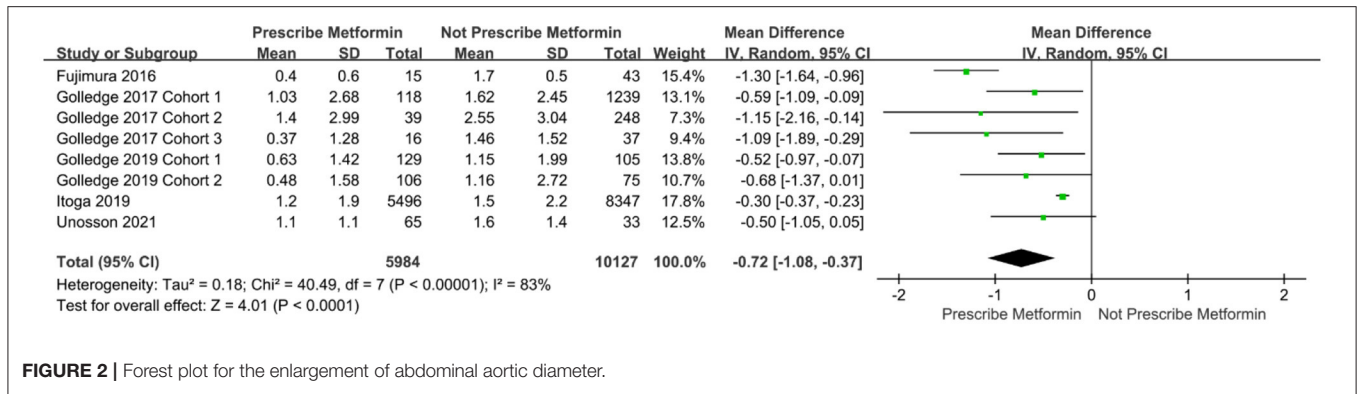 Prescribe Metformin Not Prescribe Metformin Mean Difference Mean Difference
Study or Subgroup Mean SD Total Mean SD Total Weight IV, Random, 95% CI IV, Random, 95% CI
Fujimura 2016 0.4 0.6 15 1.7 0.5 43 15.4% -1.30 [-1.64, -0.96]
Golledge 2017 Cohort 1 1.03 2.68 118 1.62 2.45 1239 13.1% -0.59 [-1.09, -0.09]
Golledge 2017 Cohort 2 1.4 2.99 39 2.55 3.04 248 7.3% -1.15 [-2.16, -0.14]
Golledge 2017 Cohort 3 0.37 1.28 16 1.46 1.52 37 9.4% -1.09 [-1.89, -0.29]
Golledge 2019 Cohort 1 0.63 1.42 129 1.15 1.99 105 13.8% -0.52 [-0.97, -0.07]
Golledge 2019 Cohort 2 0.48 1.58 106 1.16 2.72 75 10.7% -0.68 [-1.37, 0.01]
Itoga 2019 1.2 1.9 5496 1.5 2.2 8347 17.8% -0.30 [-0.37, -0.23]
Unosson 2021 1.1 1.1 65 1.6 1.4 33 12.5% -0.50 [-1.05, 0.05]
Total (95% CI) 5984 10127 100.0% -0.72 [-1.08, -0.37]
Heterogeneity: Tau² = 0.18; Chi² = 40.49, df = 7 (P < 0.00001); I² = 83%
Test for overall effect: Z = 4.01 (P < 0.0001)
-2 -1 0 1 2
Prescribe Metformin Not Prescribe Metformin
FIGURE 2 | Forest plot for the enlargement of abdominal aortic diameter.